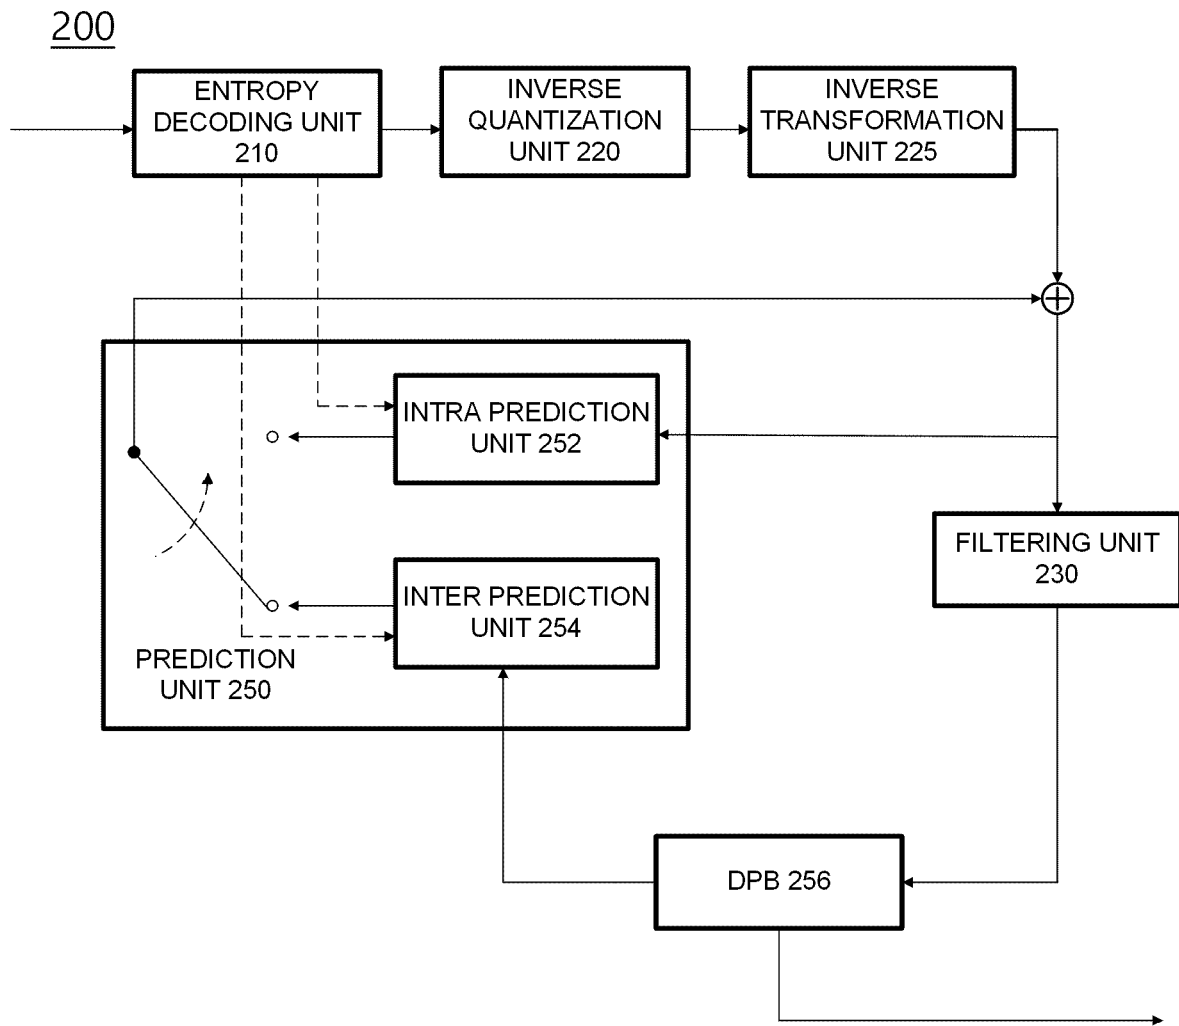 200
ENTROPY
DECODING UNIT
210
INVERSE
QUANTIZATION
UNIT 220
INVERSE
TRANSFORMATION
UNIT 225
INTRA PREDICTION
UNIT 252
FILTERING UNIT
230
INTER PREDICTION
UNIT 254
PREDICTION
UNIT 250
DPB 256